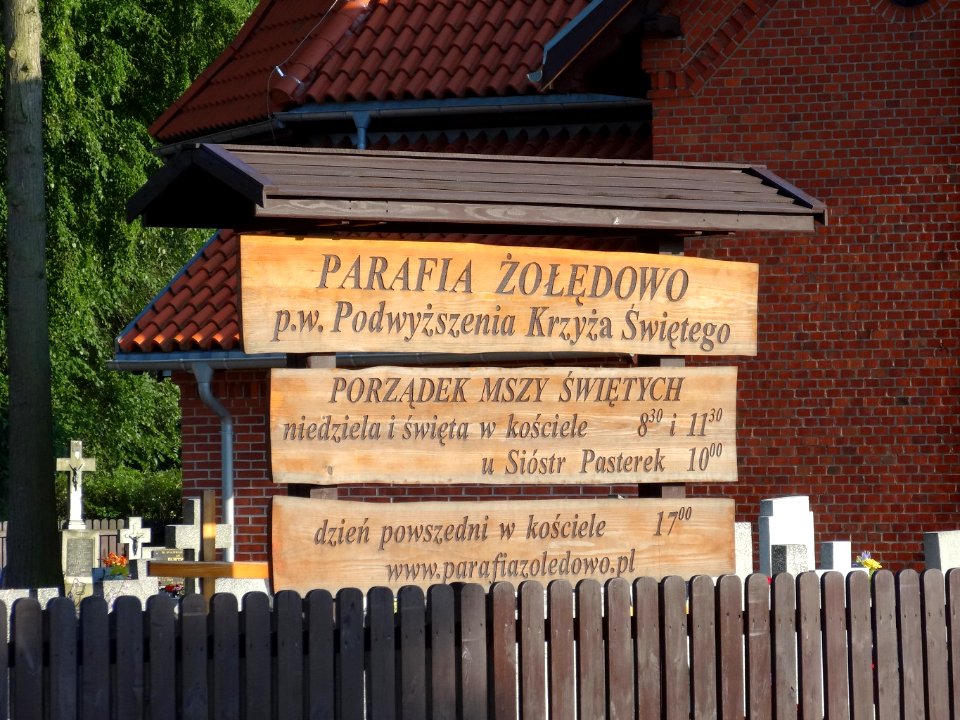 PARAFIA ŻOŁĘDOWO
p.w. Podwyższenia Krzyża Świętego
PORZĄDEK MSZY ŚWIĘTYCH
niedziela i święta w kościele 8³⁰ i 11³⁰
u Sióstr Pasterek 10⁰⁰
dzień powszedni w kościele 17⁰⁰
www.parafiazoledowo.pl